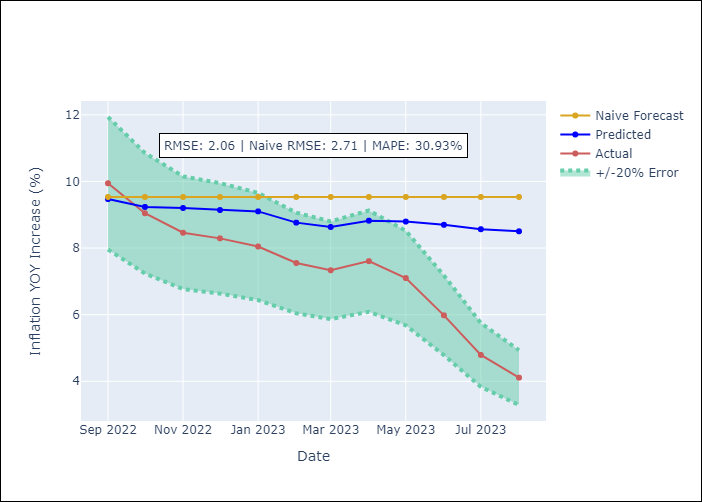 12
10
8
6
4
Inflation YOY Increase (%)
RMSE: 2.06 | Naive RMSE: 2.71 | MAPE: 30.93%
Sep 2022
Nov 2022
Jan 2023
Mar 2023
May 2023
Jul 2023
Date
Naive Forecast
Predicted
Actual
+/-20% Error